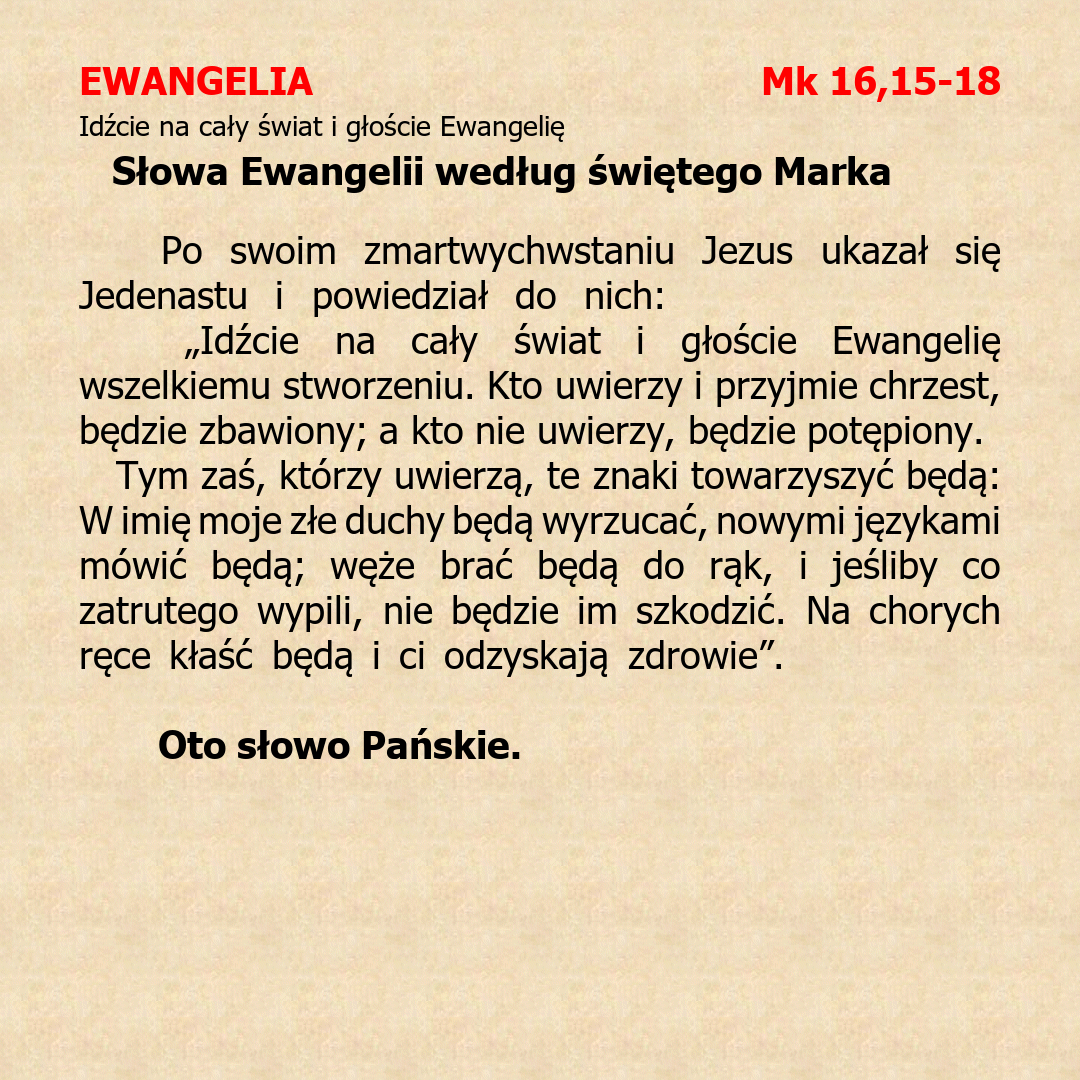 EWANGELIA Mk 16,15-18
Idźcie na cały świat i głoście Ewangelię
Słowa Ewangelii według świętego Marka
Po swoim zmartwychwstaniu Jezus ukazał się
Jedenastu i powiedział do nich:
„Idźcie na cały świat i głoście Ewangelię
wszelkiemu stworzeniu. Kto uwierzy i przyjmie chrzest,
będzie zbawiony; a kto nie uwierzy, będzie potępiony.
Tym zaś, którzy uwierzą, te znaki towarzyszyć będą:
W imię moje złe duchy będą wyrzucać, nowymi językami
mówić będą; węże brać będą do rąk, i jeśliby co
zatrutego wypili, nie będzie im szkodzić. Na chorych
ręce kłaść będą i ci odzyskają zdrowie”.
Oto słowo Pańskie.